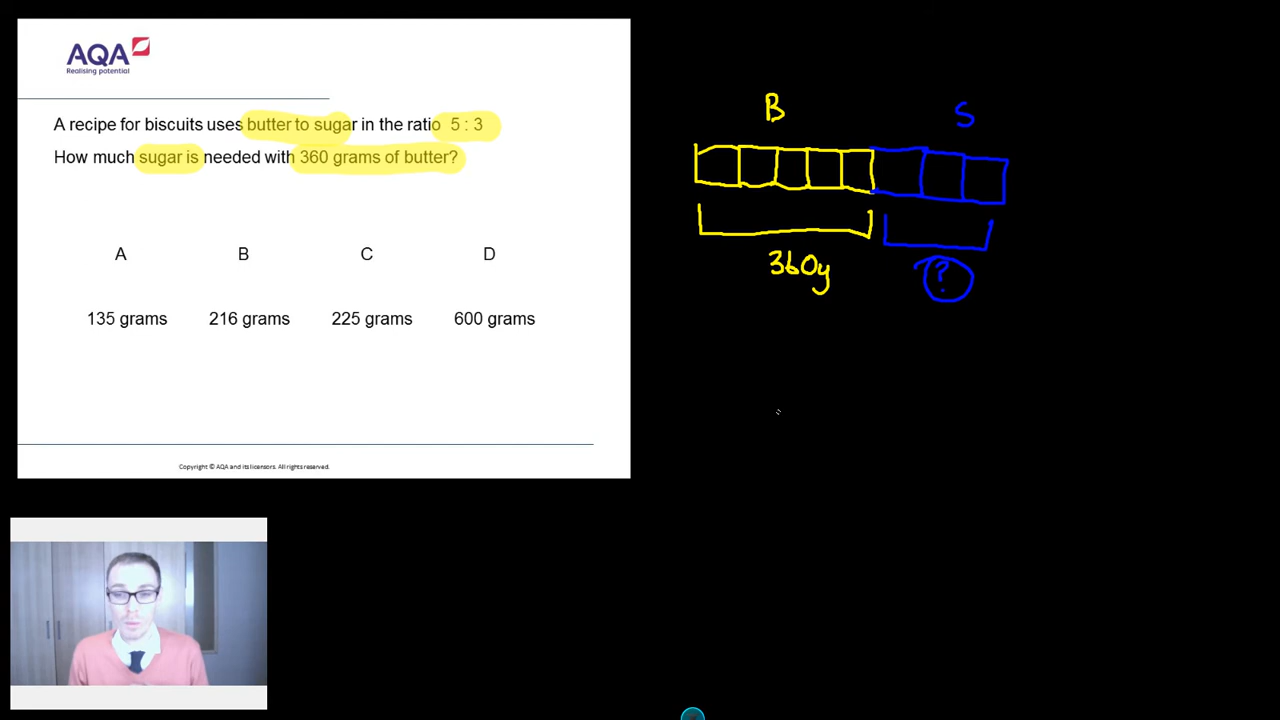 AQA
Realising potential
A recipe for biscuits uses butter to sugar in the ratio 5 : 3
How much sugar is needed with 360 grams of butter?
A B C D
135 grams 216 grams 225 grams 600 grams
Copyright © AQA and its licensors. All rights reserved.
B S
360g
?